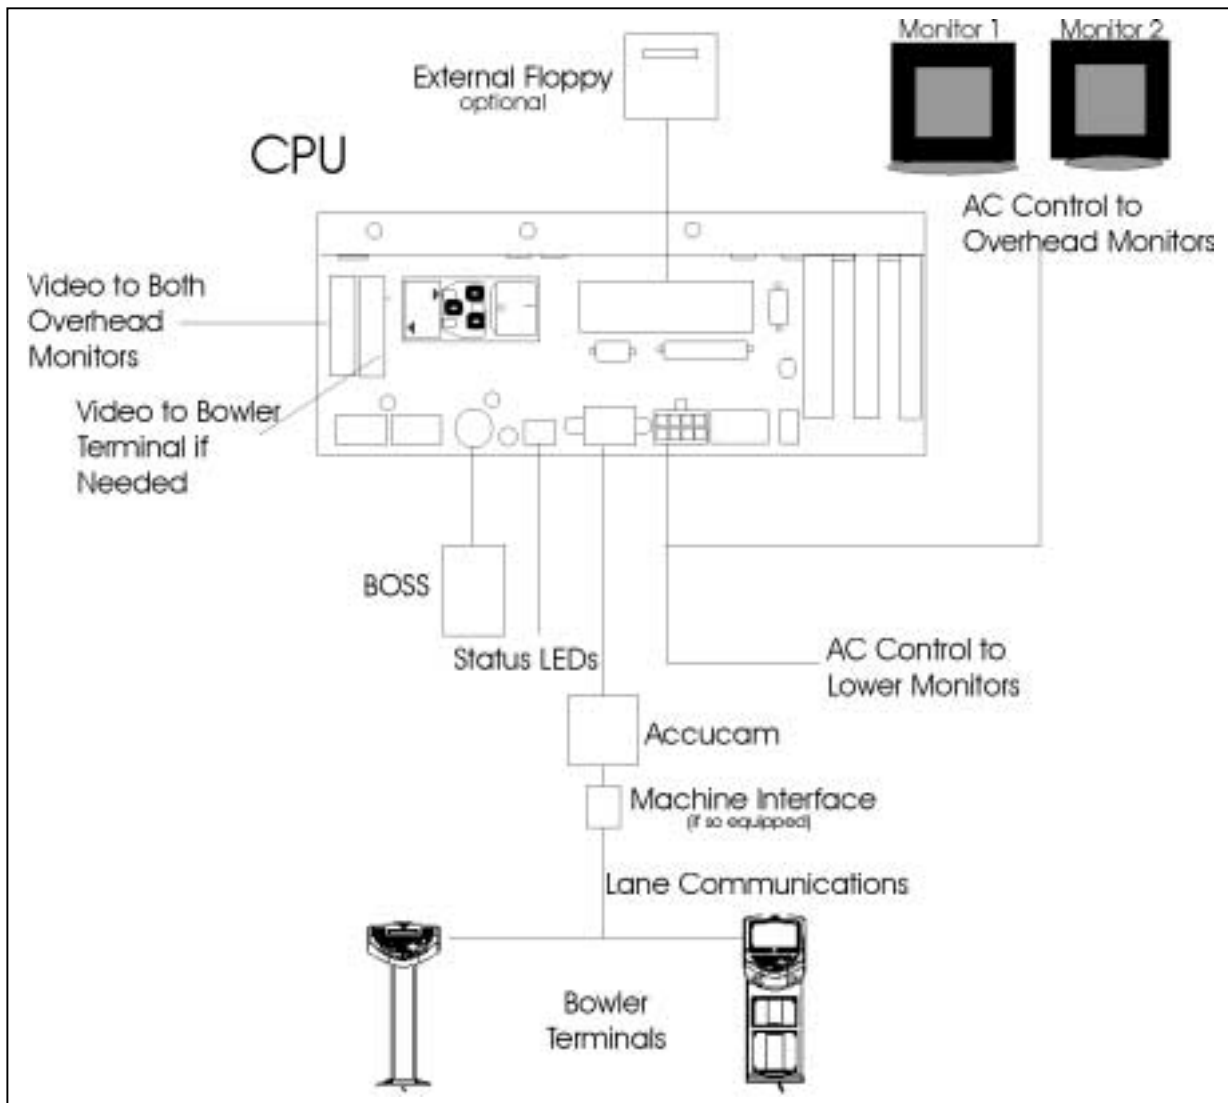 Monitor 1
Monitor 2
External Floppy
optional
CPU
AC Control to
Overhead Monitors
Video to Both
Overhead
Monitors
Video to Bowler
Terminal if
Needed
BOSS
Status LEDs
AC Control to
Lower Monitors
Accucam
Machine Interface
(if so equipped)
Lane Communications
Bowler
Terminals